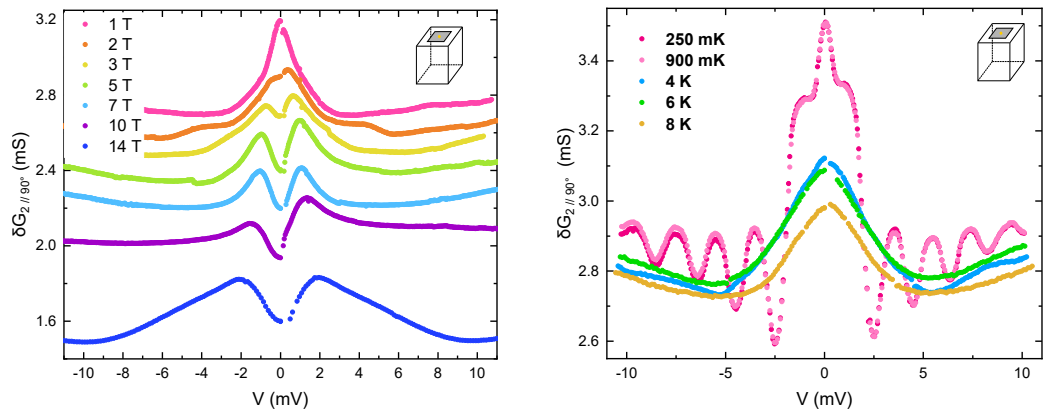 1 T
2 T
3 T
5 T
7 T
10 T
14 T
3.2
2.8
2.4
2.0
1.6
δG2 // 90° (mS)
-10 -8 -6 -4 -2 0 2 4 6 8 10
V (mV)
250 mK
900 mK
4 K
6 K
8 K
3.4
3.2
3.0
2.8
2.6
δG2 // 90° (mS)
-10 -5 0 5 10
V (mV)